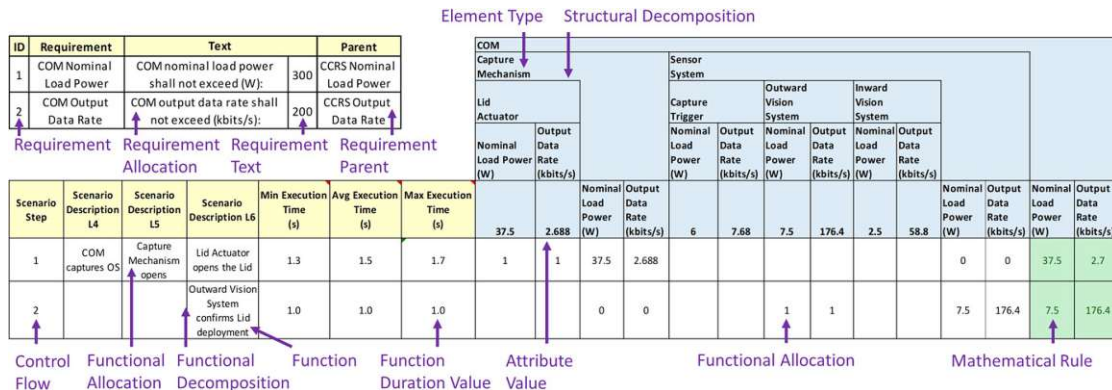 Element Type Structural Decomposition
ID Requirement Text Parent
1 COM Nominal Load Power COM nominal load power shall not exceed (W): 300 CCRS Nominal Load Power
2 COM Output Data Rate COM output data rate shall not exceed (kbits/s): 200 CCRS Output Data Rate
Requirement Requirement Allocation Requirement Text Requirement Parent
COM
Capture Mechanism Sensor System
Lid Actuator Capture Trigger Outward Vision System Inward Vision System
Nominal Load Power (W) Output Data Rate (kbits/s) Nominal Load Power (W) Output Data Rate (kbits/s) Nominal Load Power (W) Output Data Rate (kbits/s) Nominal Load Power (W) Output Data Rate (kbits/s)
Scenario Step Scenario Description L4 Scenario Description L5 Scenario Description L6 Min Execution Time (s) Avg Execution Time (s) Max Execution Time (s) 37.5 2.688 Nominal Load Power (W) Output Data Rate (kbits/s) 6 7.68 7.5 176.4 2.5 58.8 Nominal Load Power (W) Output Data Rate (kbits/s) Nominal Load Power (W) Output Data Rate (kbits/s)
1 COM captures OS Capture Mechanism opens Lid Actuator opens the Lid 1.3 1.5 1.7 1 1 37.5 2.688 0 0 37.5 2.7
2 Outward Vision System confirms Lid deployment 1.0 1.0 1.0 0 0 1 1 7.5 176.4 7.5 176.4
Control Flow Functional Allocation Functional Decomposition Function Function Duration Value Attribute Value Functional Allocation Mathematical Rule